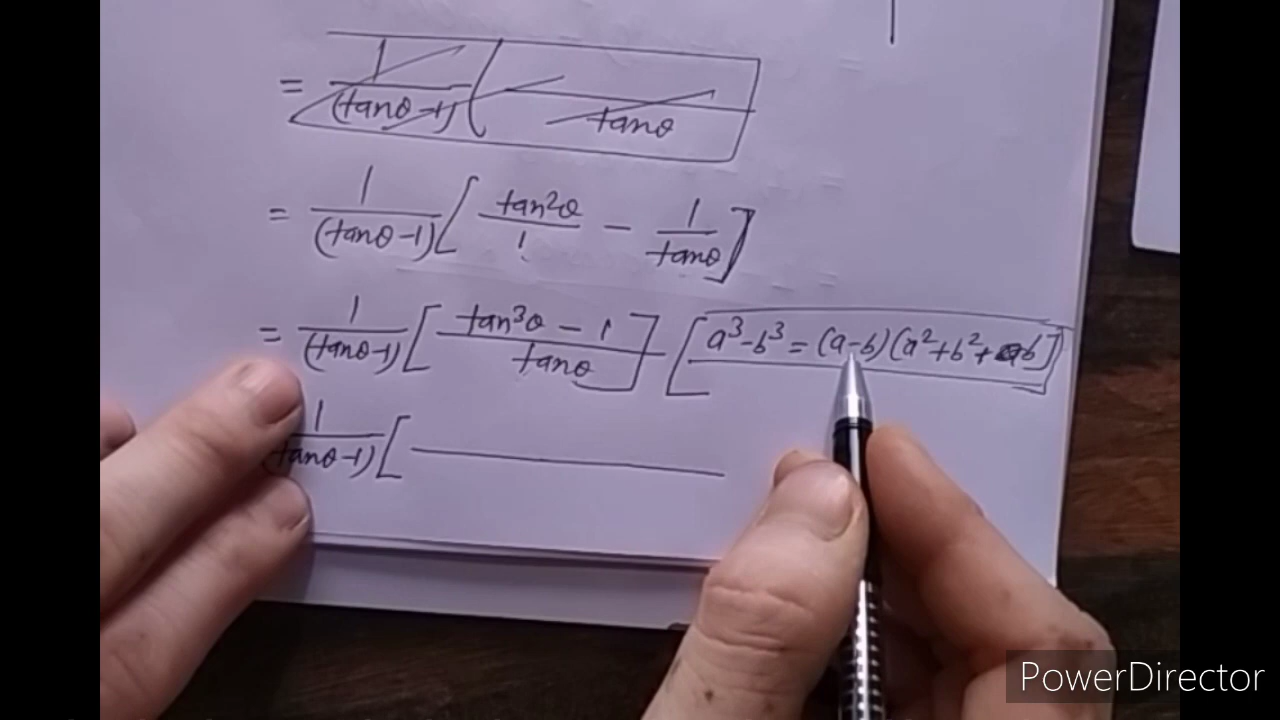 = 1/(tanθ-1) ( /tanθ
= 1/(tanθ-1) [ tan²θ/1 - 1/tanθ ]
= 1/(tanθ-1) [ tan³θ - 1/tanθ ] [ a³-b³ = (a-b)(a²+b²+ab ]
1/(tanθ-1) [
PowerDirector